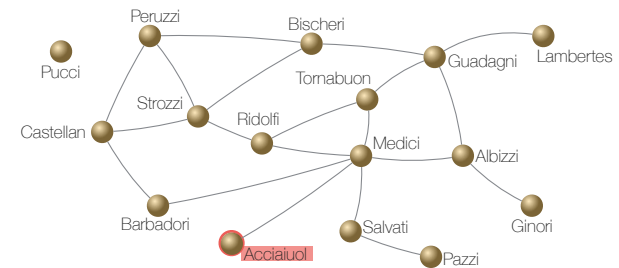 Peruzzi
Bischeri
Pucci
Guadagni
Lambertes
Tornabuon
Strozzi
Ridolfi
Castellan
Medici
Albizzi
Barbadori
Acciaiuol
Salvati
Ginori
Pazzi